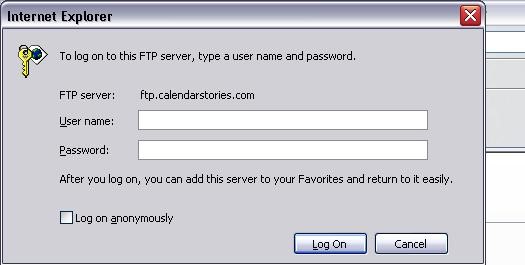 Internet Explorer
To log on to this FTP server, type a user name and password.
FTP server: ftp.calendarstories.com
User name:
Password:
After you log on, you can add this server to your Favorites and return to it easily.
Log on anonymously
Log On Cancel